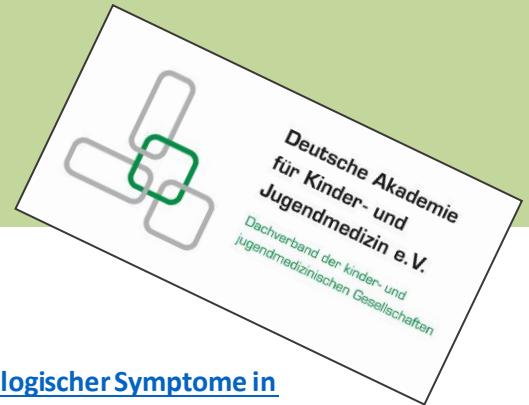 Deutsche Akademie
für Kinder- und
Jugendmedizin e.V.
Dachverband der kinder- und
jugendmedizinischen Gesellschaften
logischer Symptome in